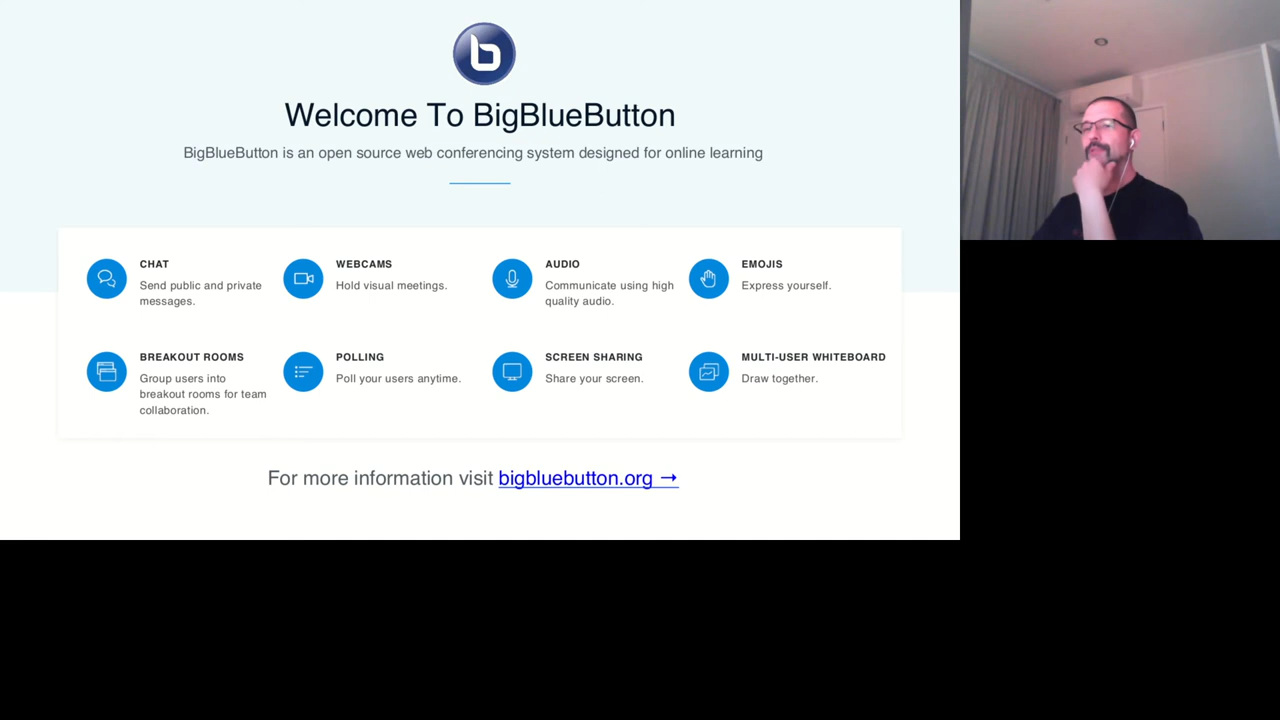 Welcome To BigBlueButton
BigBlueButton is an open source web conferencing system designed for online learning
CHAT
Send public and private
messages.
WEBCAMS
Hold visual meetings.
AUDIO
Communicate using high
quality audio.
EMOJIS
Express yourself.
BREAKOUT ROOMS
Group users into
breakout rooms for team
collaboration.
POLLING
Poll your users anytime.
SCREEN SHARING
Share your screen.
MULTI-USER WHITEBOARD
Draw together.
For more information visit bigbluebutton.org →